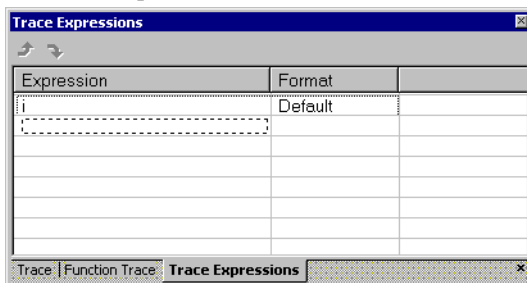 Trace Expressions
Expression Format
i Default
Trace Function Trace Trace Expressions